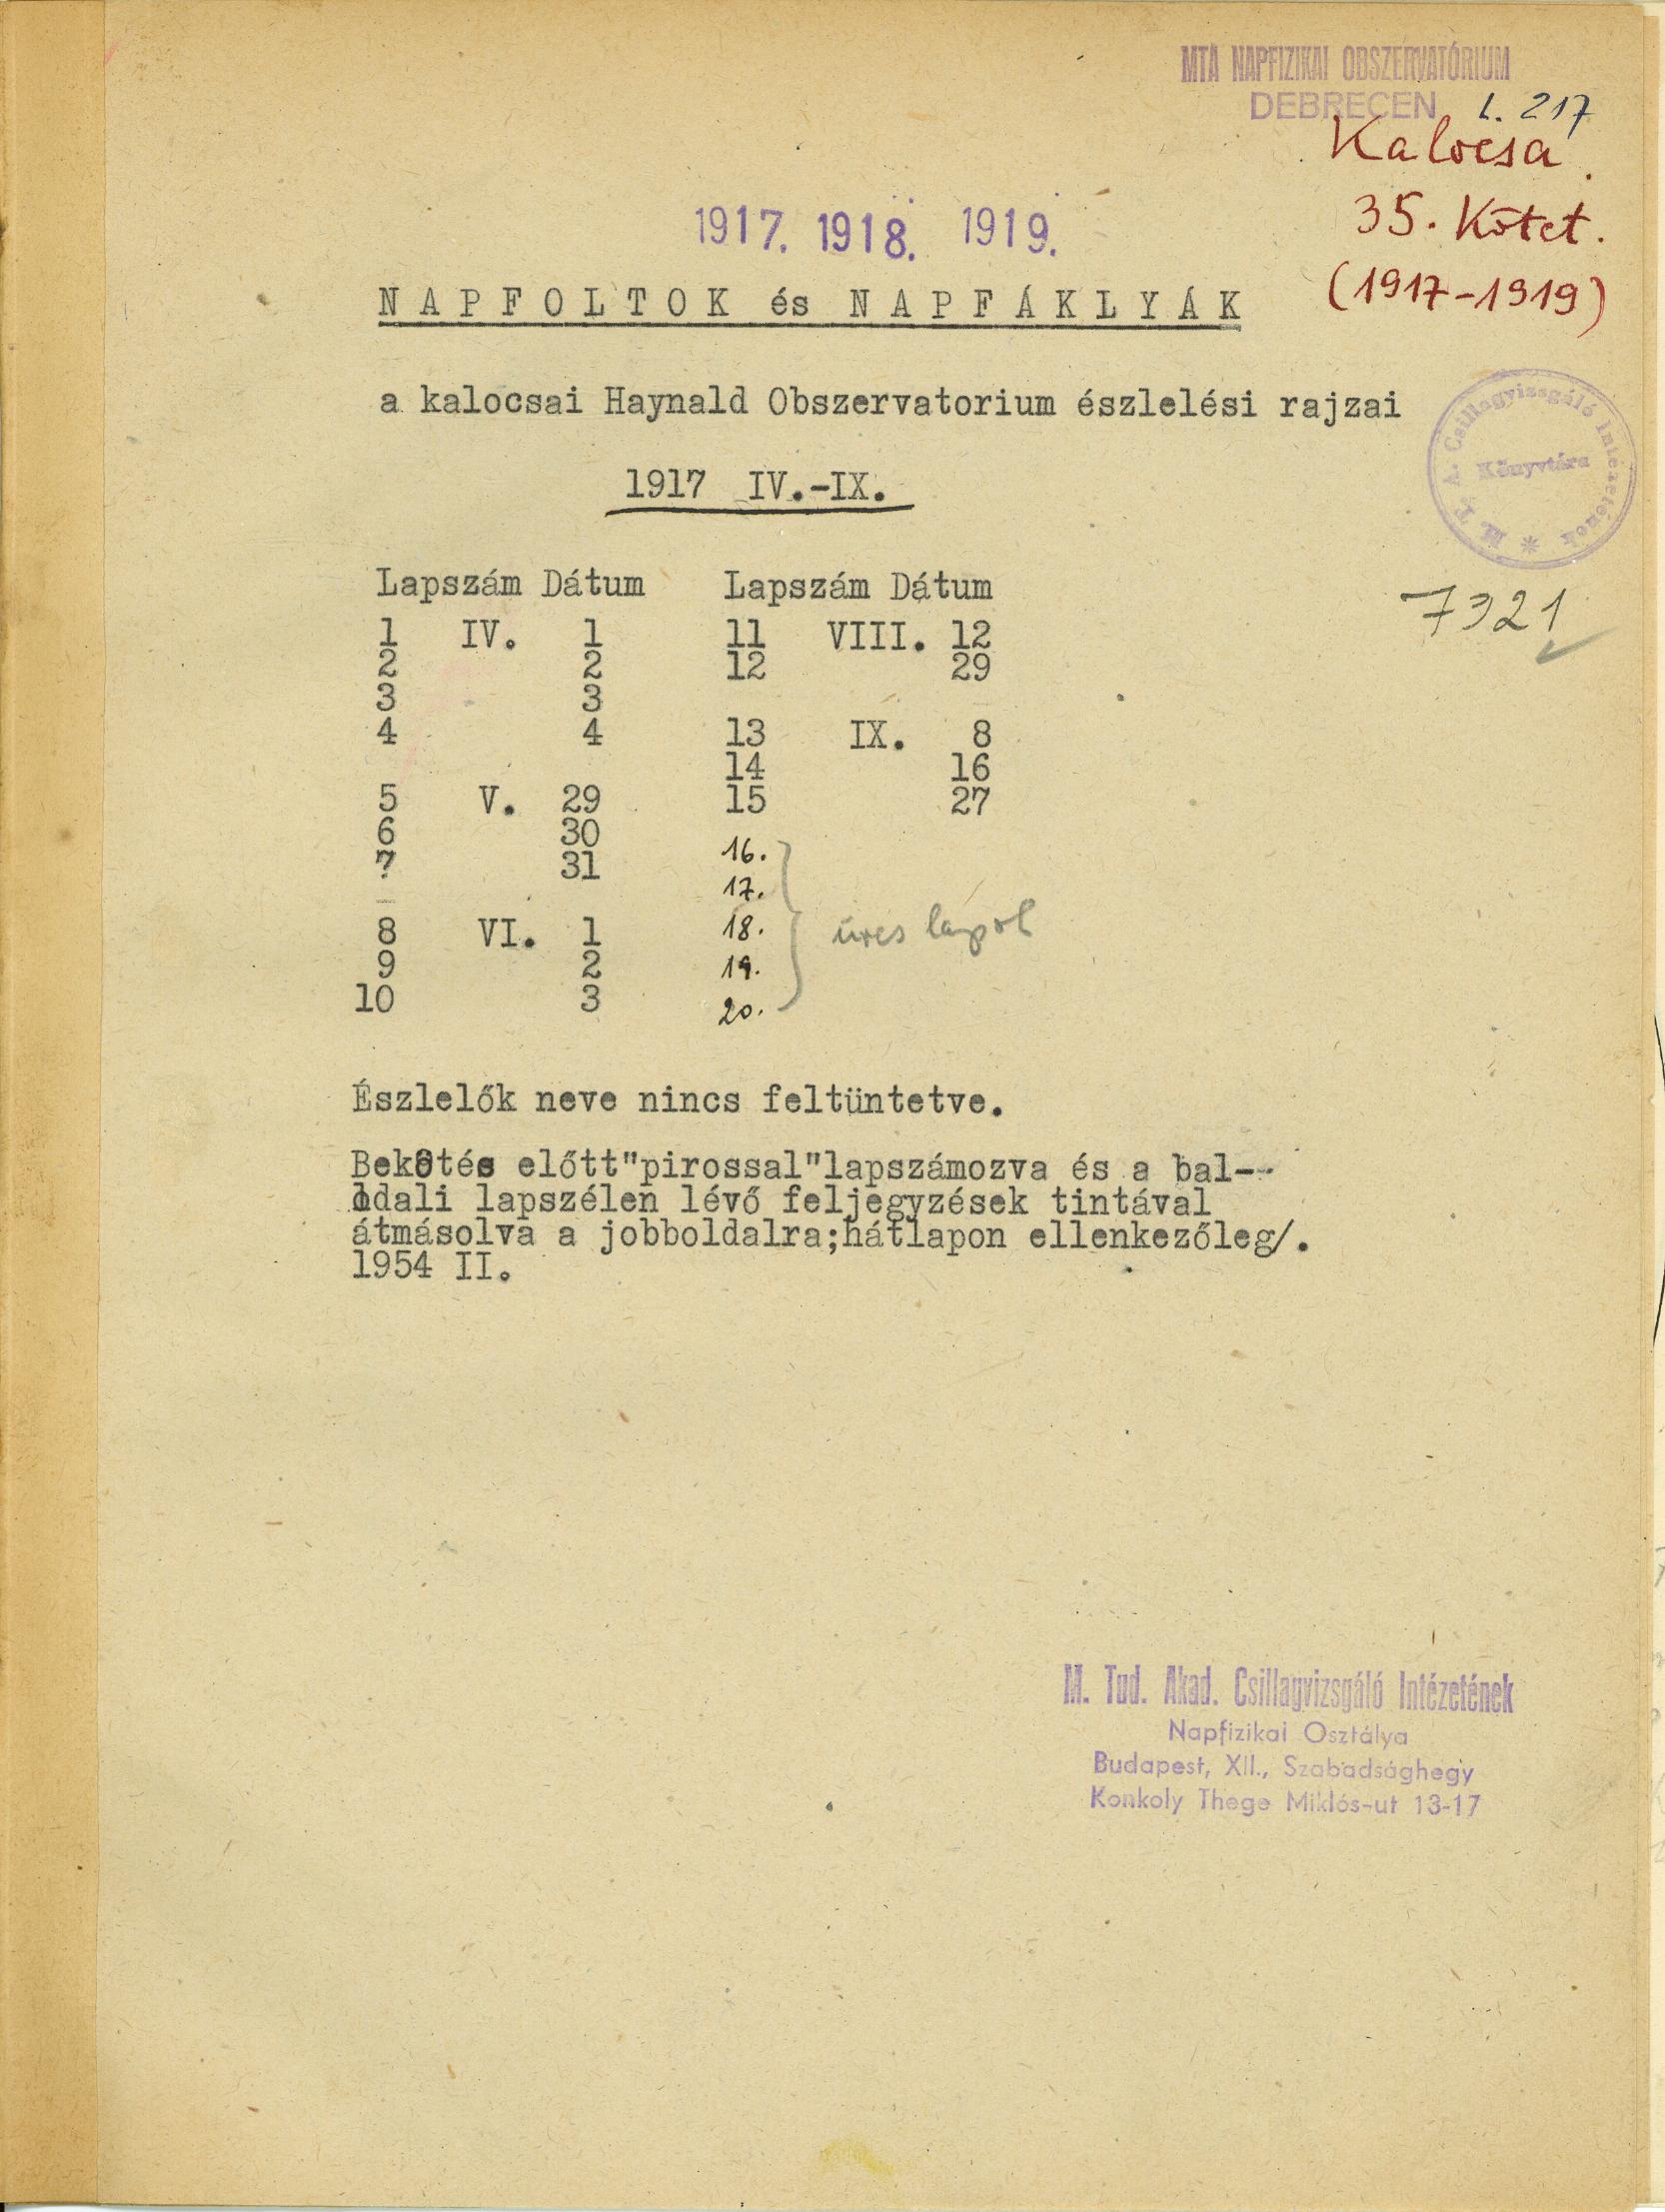 MTA NAPFIZIKAI OBSZERVATÓRIUM
DEBRECEN L. 217
Kalocsa
35. Kötet.
(1917-1919)
1917. 1918. 1919.
NAPFOLTOK és NAPFÁKLYÁK
a kalocsai Haynald Obszervatorium észlelési rajzai
M. T. A. Csillagvizsgáló Intézetének
Könyvtára
1917 IV.-IX.
7321
Lapszám Dátum Lapszám Dátum
1 IV. 1 11 VIII. 12
2 2 12 29
3 3
4 4 13 IX. 8
14 16
5 V. 29 15 27
6 30 16.
7 31 17.
8 VI. 1 18. üres lapok
9 2 19.
10 3 20.
Észlelők neve nincs feltüntetve.
Bekötés előtt"pirossal"lapszámozva és a bal--
oldali lapszélen lévő feljegyzések tintával
átmásolva a jobboldalra;hátlapon ellenkezőleg/.
1954 II.
M. Tud. Akad. Csillagvizsgáló Intézetének
Napfizikai Osztálya
Budapest, XII., Szabadsághegy
Konkoly Thege Miklós-ut 13-17